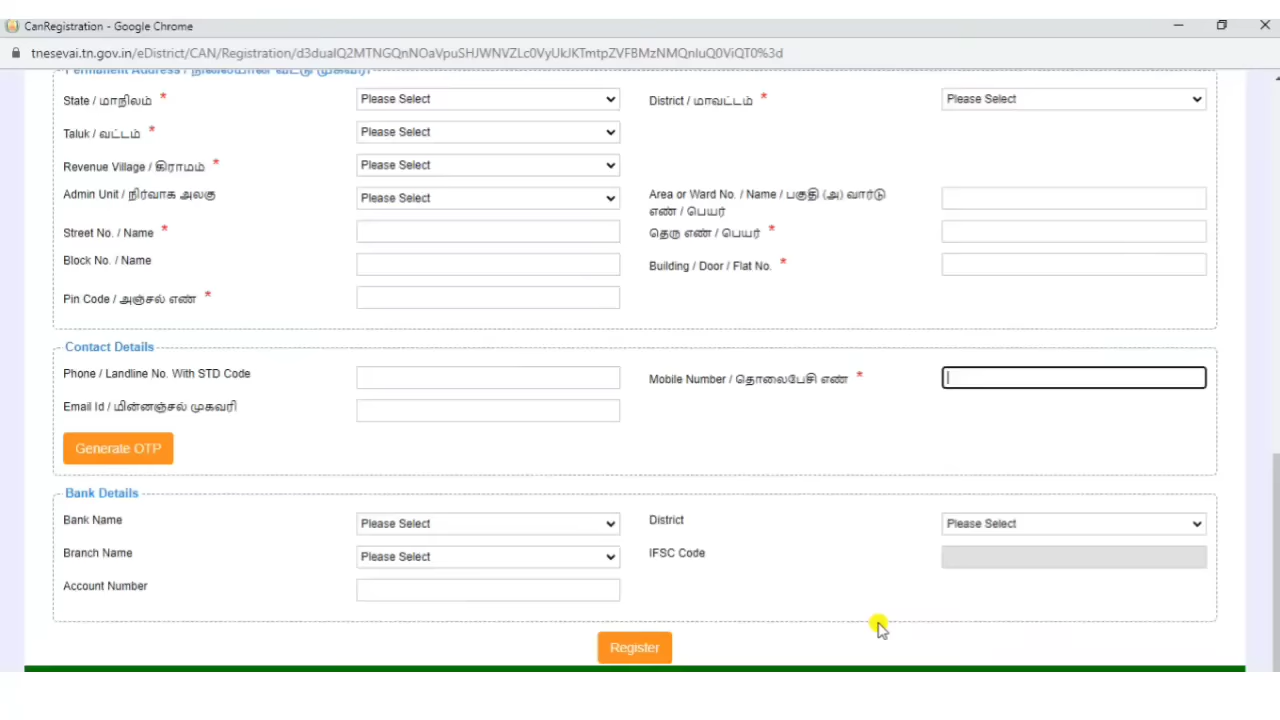 CanRegistration - Google Chrome
tnesevai.tn.gov.in/eDistrict/CAN/Registration/d3dualQ2MTNGQnNOaVpuSHJWNVZLc0VyUkJKTmtpZVFBMzNMQnluQ0ViQT0%3d
Permanent Address / நிலையான வீட்டு முகவரி
State / மாநிலம் * Please Select District / மாவட்டம் * Please Select
Taluk / வட்டம் * Please Select
Revenue Village / கிராமம் * Please Select
Admin Unit / நிர்வாக அலகு Please Select Area or Ward No. / Name / பகுதி (அ) வார்டு எண் / பெயர்
Street No. / Name * தெரு எண் / பெயர் *
Block No. / Name Building / Door / Flat No. *
Pin Code / அஞ்சல் எண் *
Contact Details
Phone / Landline No. With STD Code Mobile Number / தொலைபேசி எண் *
Email Id / மின்னஞ்சல் முகவரி
Generate OTP
Bank Details
Bank Name Please Select District Please Select
Branch Name Please Select IFSC Code
Account Number
Register